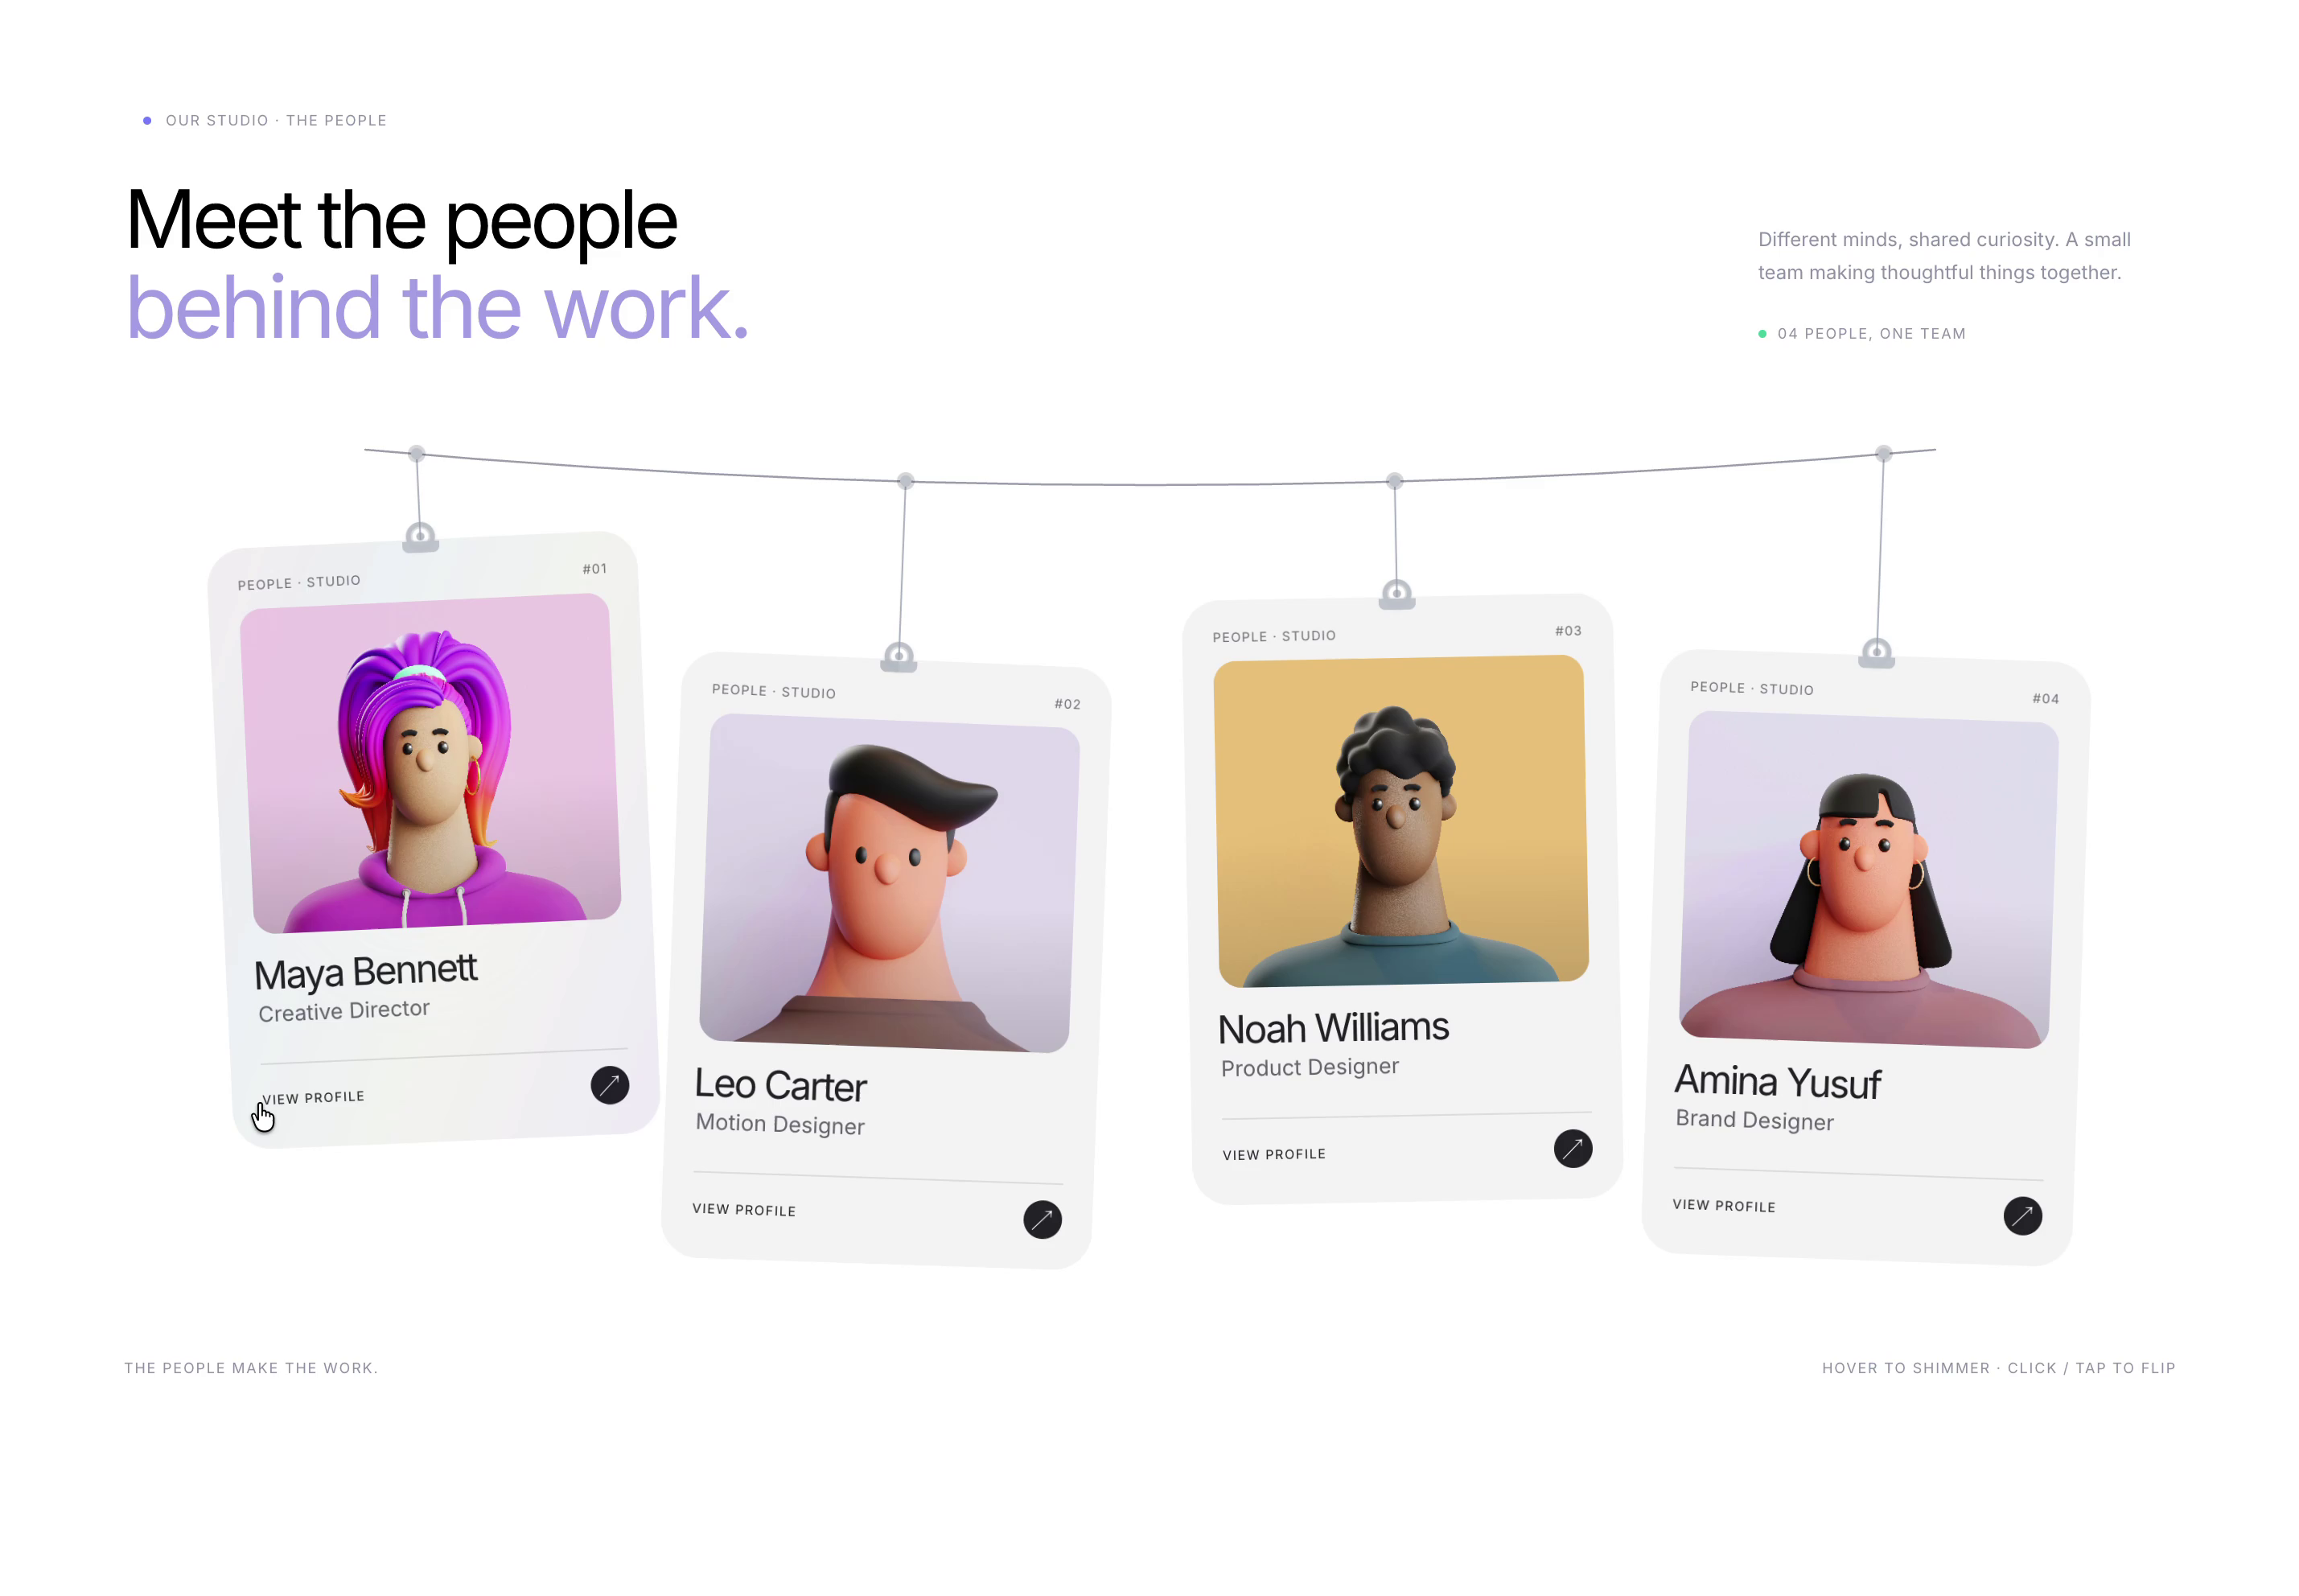 OUR STUDIO · THE PEOPLE
Meet the people
behind the work.
Different minds, shared curiosity. A small
team making thoughtful things together.
04 PEOPLE, ONE TEAM
PEOPLE · STUDIO
#01
Maya Bennett
Creative Director
VIEW PROFILE
PEOPLE · STUDIO
#02
Leo Carter
Motion Designer
VIEW PROFILE
PEOPLE · STUDIO
#03
Noah Williams
Product Designer
VIEW PROFILE
PEOPLE · STUDIO
#04
Amina Yusuf
Brand Designer
VIEW PROFILE
THE PEOPLE MAKE THE WORK.
HOVER TO SHIMMER · CLICK / TAP TO FLIP